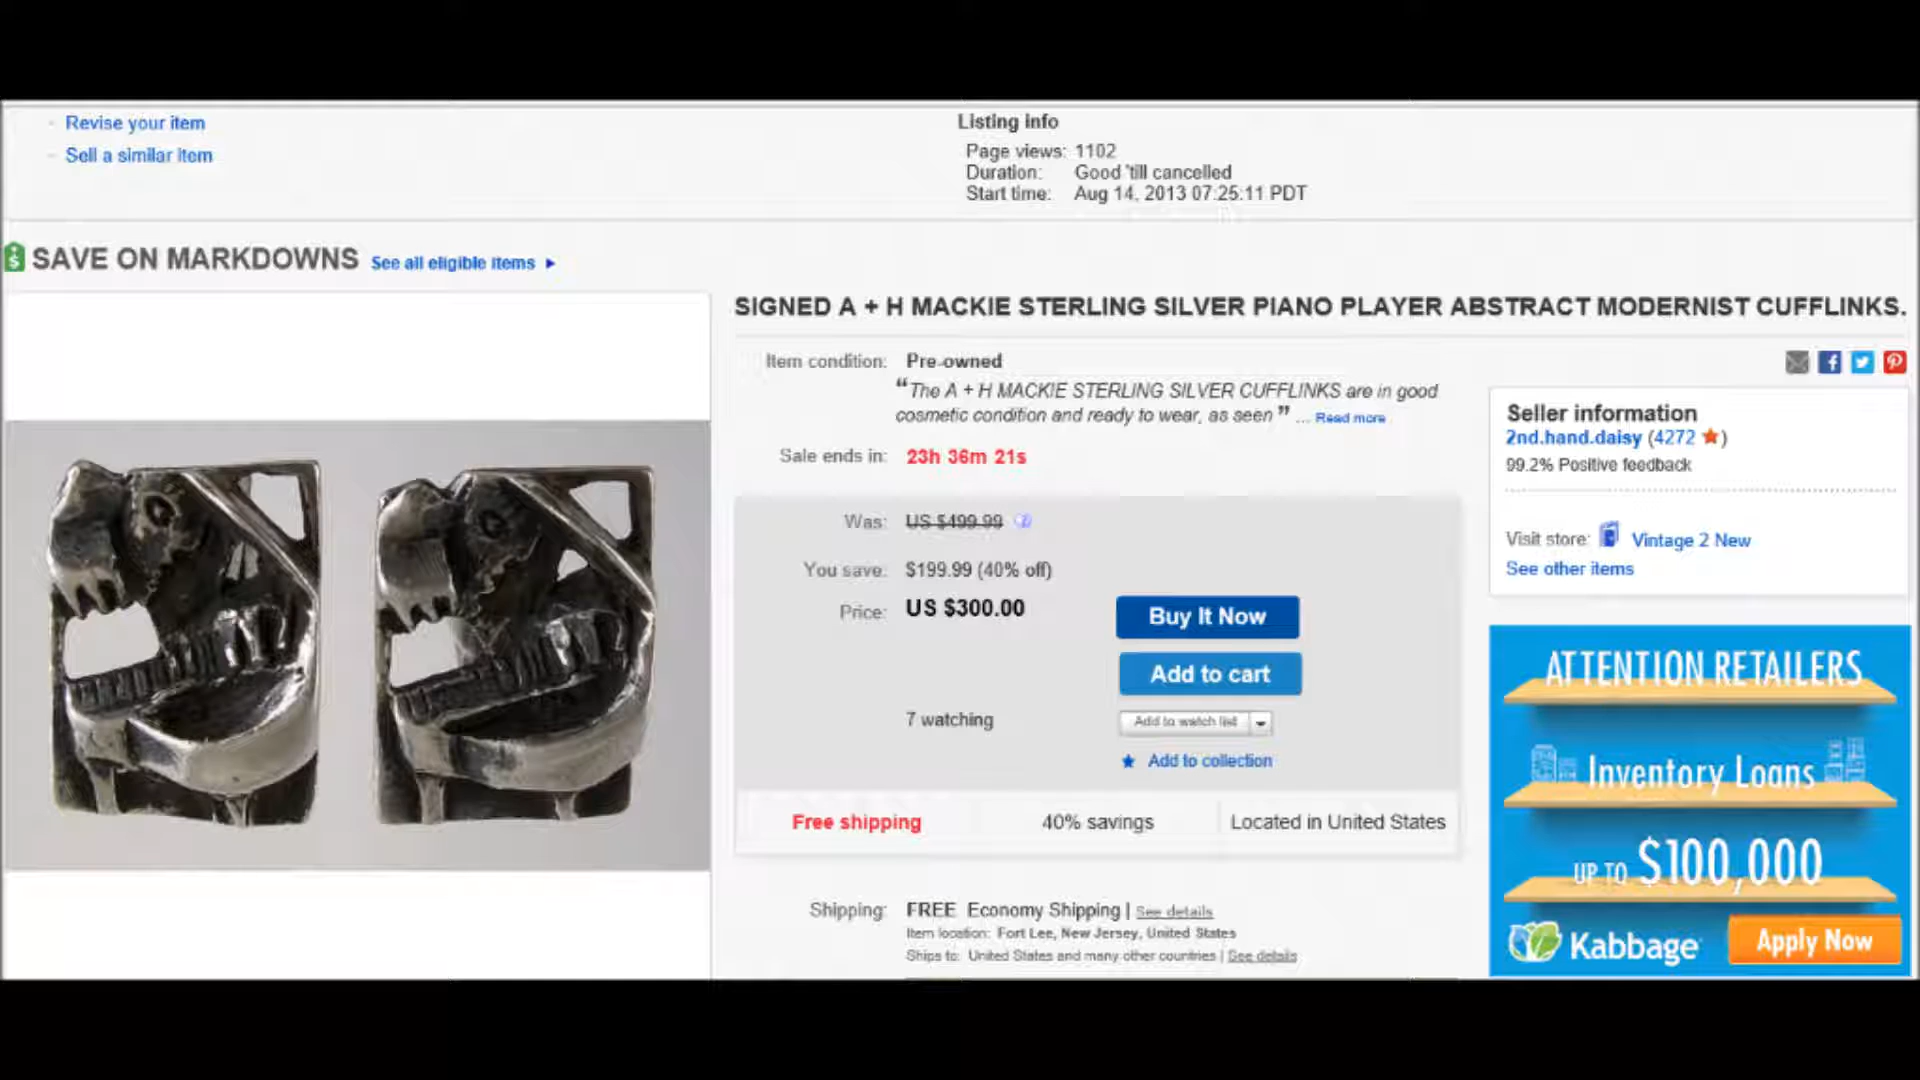 Revise your item
Sell a similar item
Listing info
Page views: 1102
Duration: Good 'till cancelled
Start time: Aug 14, 2013 07:25:11 PDT
$ SAVE ON MARKDOWNS See all eligible items
SIGNED A + H MACKIE STERLING SILVER PIANO PLAYER ABSTRACT MODERNIST CUFFLINKS.
Item condition: Pre-owned
“The A + H MACKIE STERLING SILVER CUFFLINKS are in good
cosmetic condition and ready to wear, as seen ” ... Read more
Sale ends in: 23h 36m 21s
Was: US $499.99
You save: $199.99 (40% off)
Price: US $300.00
Buy It Now
Add to cart
7 watching
Add to watch list
Add to collection
Free shipping
40% savings
Located in United States
Shipping: FREE Economy Shipping | See details
Item location: Fort Lee, New Jersey, United States
Ships to: United States and many other countries | See details
Seller information
2nd.hand.daisy (4272 )
99.2% Positive feedback
Visit store: Vintage 2 New
See other items
ATTENTION RETAILERS
Inventory Loans
UP TO $100,000
Kabbage
Apply Now